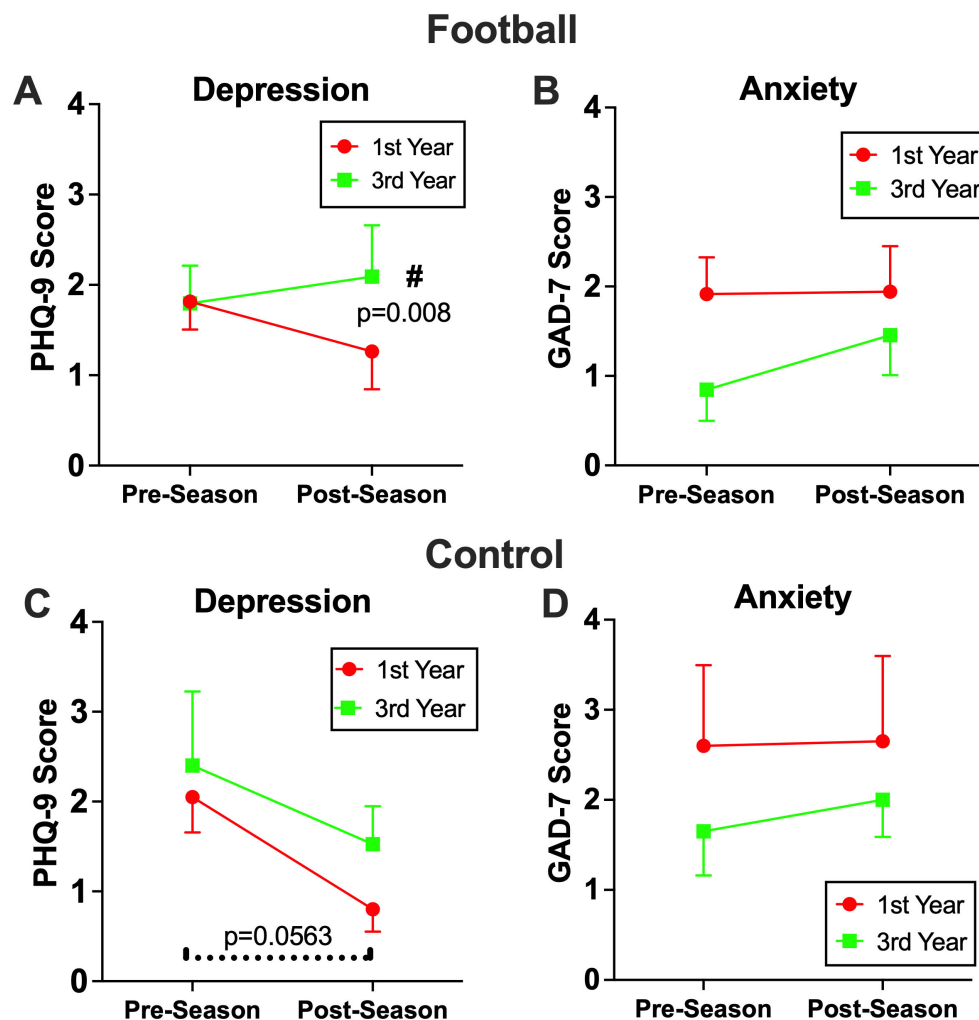 Football
A
Depression
4
3
2
1
0
PHQ-9 Score
1st Year
3rd Year
#
p=0.008
Pre-Season Post-Season
B
Anxiety
4
3
2
1
0
GAD-7 Score
1st Year
3rd Year
Pre-Season Post-Season
Control
C
Depression
4
3
2
1
0
PHQ-9 Score
1st Year
3rd Year
p=0.0563
Pre-Season Post-Season
D
Anxiety
4
3
2
1
0
GAD-7 Score
1st Year
3rd Year
Pre-Season Post-Season